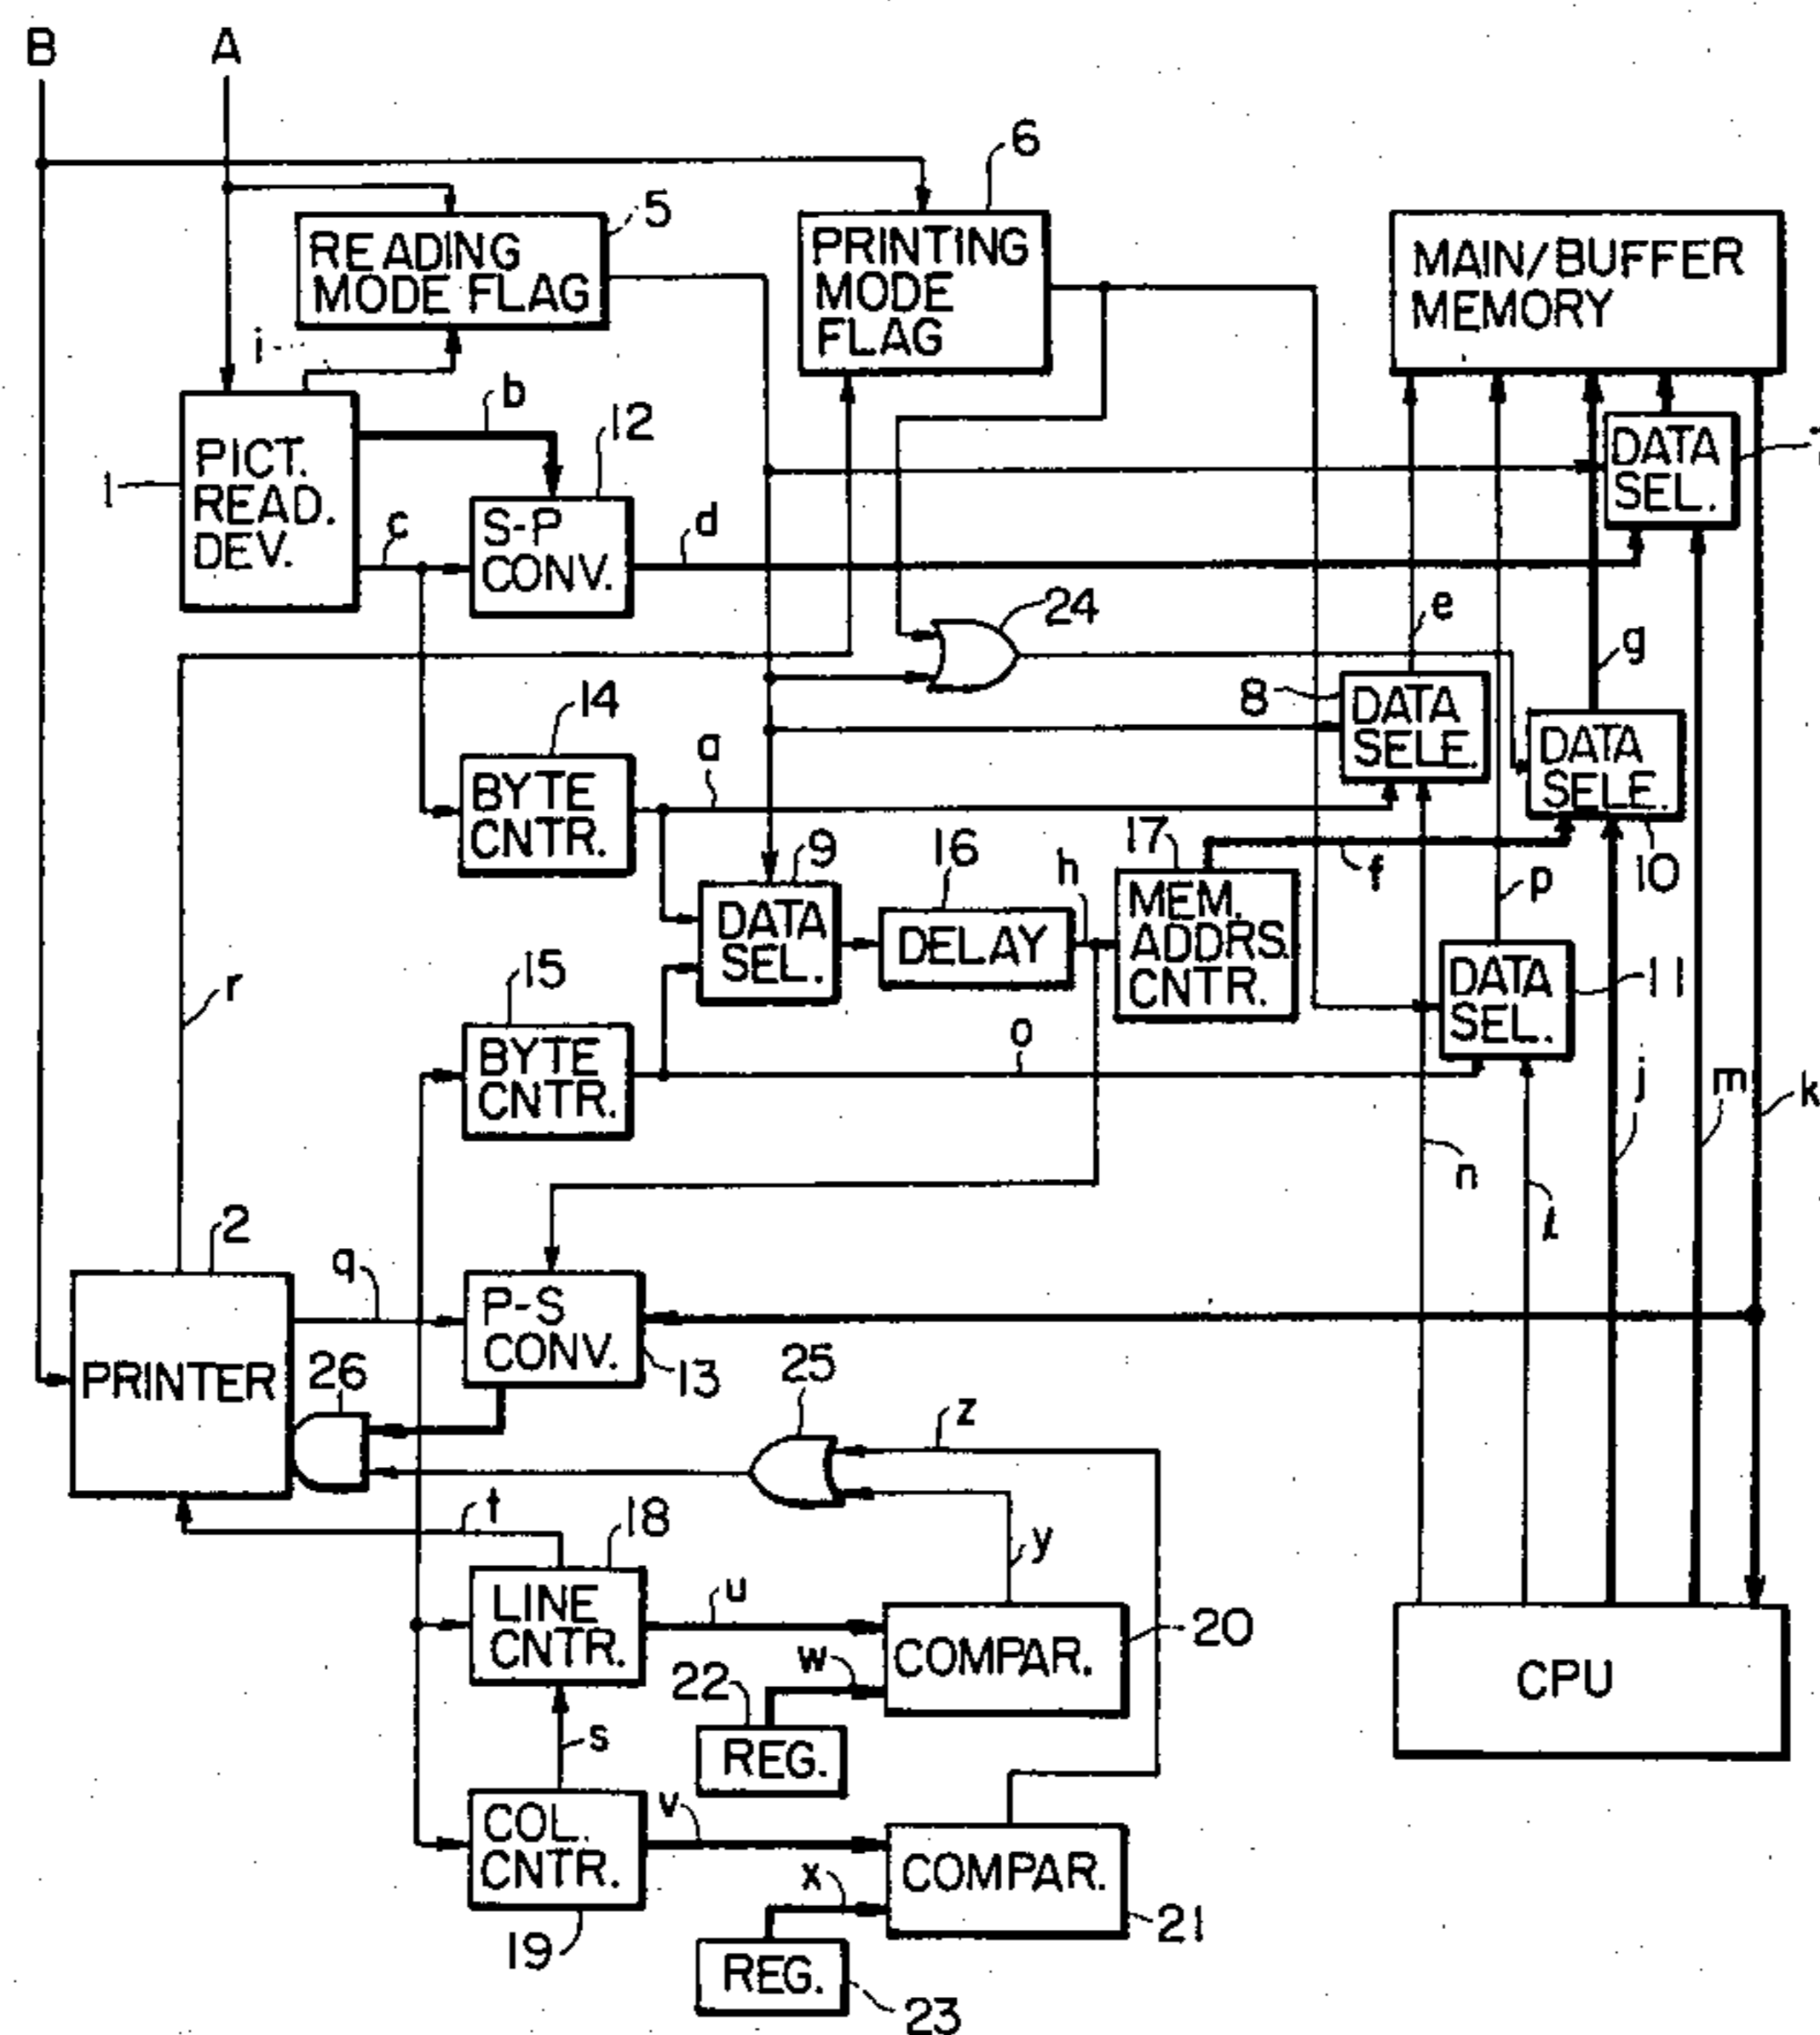 B
A
6
5
READING
MODE FLAG
PRINTING
MODE
FLAG
MAIN/BUFFER
MEMORY
i
b
12
1
PICT.
READ.
DEV.
c
S-P
CONV.
d
DATA
SEL.
24
e
g
14
8
DATA
SELE.
a
BYTE
CNTR.
DATA
SELE.
17
9
16
h
f
10
DATA
SEL.
DELAY
MEM.
ADDRS.
CNTR.
p
15
DATA
SEL.
11
r
BYTE
CNTR.
o
j
m
k
n
l
2
q
P-S
CONV.
PRINTER
26
13
25
z
t
18
y
LINE
CNTR.
u
20
COMPAR.
w
22
CPU
REG.
s
COL.
CNTR.
v
COMPAR.
x
21
19
REG.
23